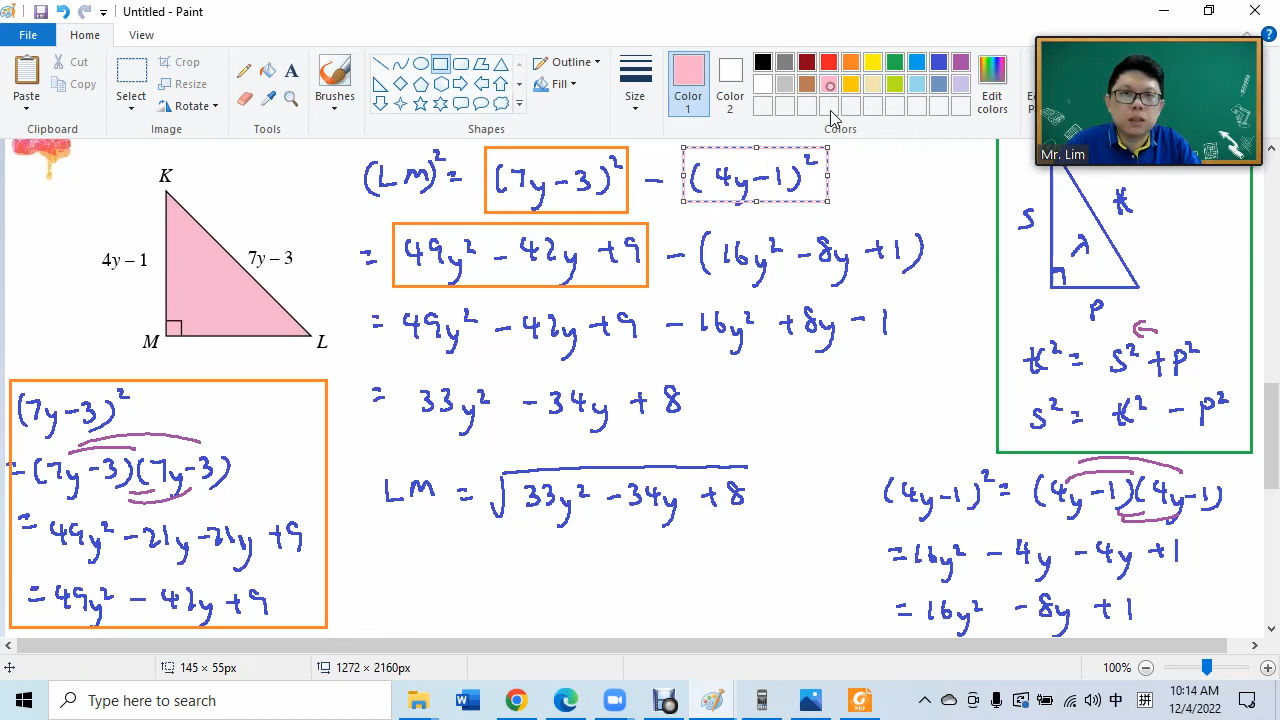 Untitled - Paint
File Home View
Paste Cut Copy Clipboard
Select Crop Resize Rotate Image
Tools
Brushes
Shapes Outline Fill
Size
Color 1 Color 2 Edit colors Colors
Mr. Lim
K
4y – 1
7y – 3
M
L
(LM)² = (7y-3)² - (4y-1)²
= 49y² - 42y + 9 - (16y² - 8y + 1)
= 49y² - 42y + 9 - 16y² + 8y - 1
= 33y² - 34y + 8
LM = √33y² - 34y + 8
(7y-3)²
= (7y-3)(7y-3)
= 49y² - 21y - 21y + 9
= 49y² - 42y + 9
S
λ
P
= S² + P²
S² = - P²
(4y-1)² = (4y-1)(4y-1)
= 16y² - 4y - 4y + 1
= 16y² - 8y + 1
145 × 55px
1272 × 2160px
100%
Type here to search
中 拼
10:14 AM
12/4/2022